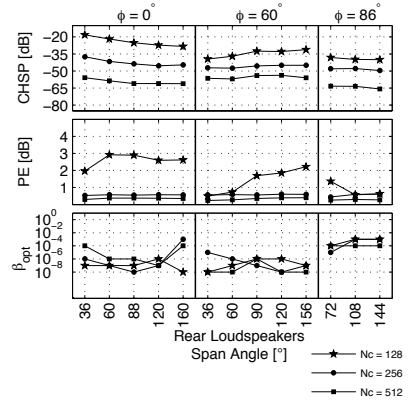 ϕ = 0° ϕ = 60° ϕ = 86°
CHSP [dB]
−20
−35
−50
−65
−80
PE [dB]
4
3
2
1
β_opt
10^0
10^−2
10^−4
10^−6
10^−8
36 60 88 120 160 36 60 90 120 156 72 108 144
Rear Loudspeakers
Span Angle [°]
Nc = 128
Nc = 256
Nc = 512